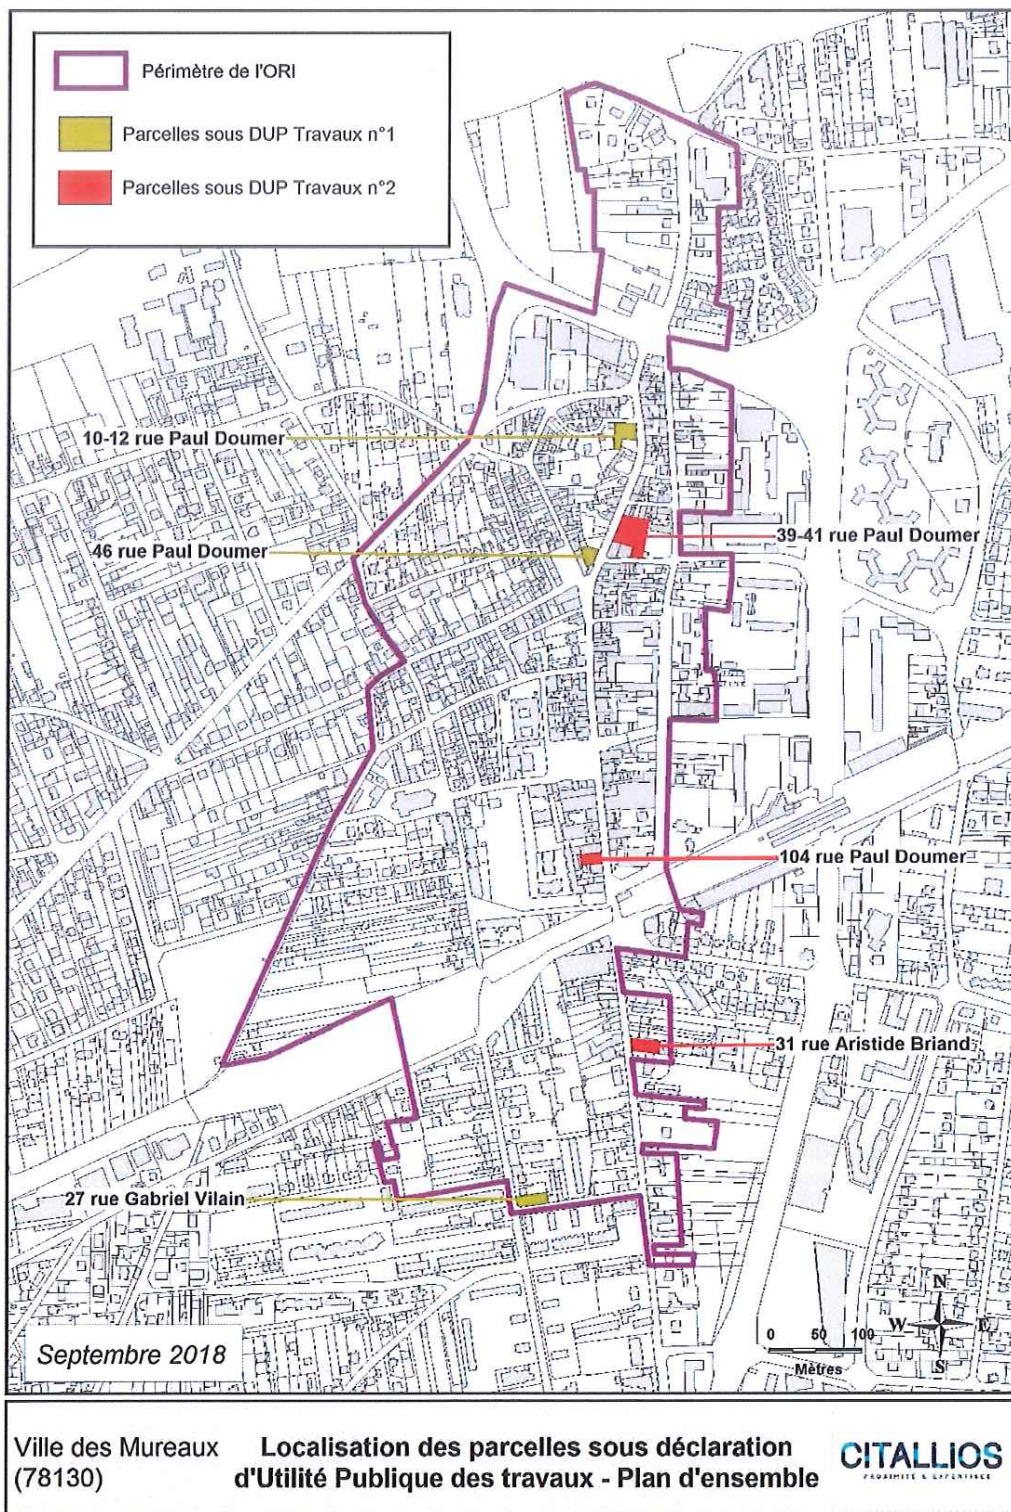 Périmètre de l'ORI
Parcelles sous DUP Travaux n°1
Parcelles sous DUP Travaux n°2
10-12 rue Paul Doumer
39-41 rue Paul Doumer
46 rue Paul Doumer
104 rue Paul Doumer
31 rue Aristide Briand
27 rue Gabriel Vilain
N
W
E
S
0 50 100
Mètres
Septembre 2018
Ville des Mureaux
(78130)
Localisation des parcelles sous déclaration
d'Utilité Publique des travaux - Plan d'ensemble
CITALLIOS
PROXIMITÉ & EXPERTISES